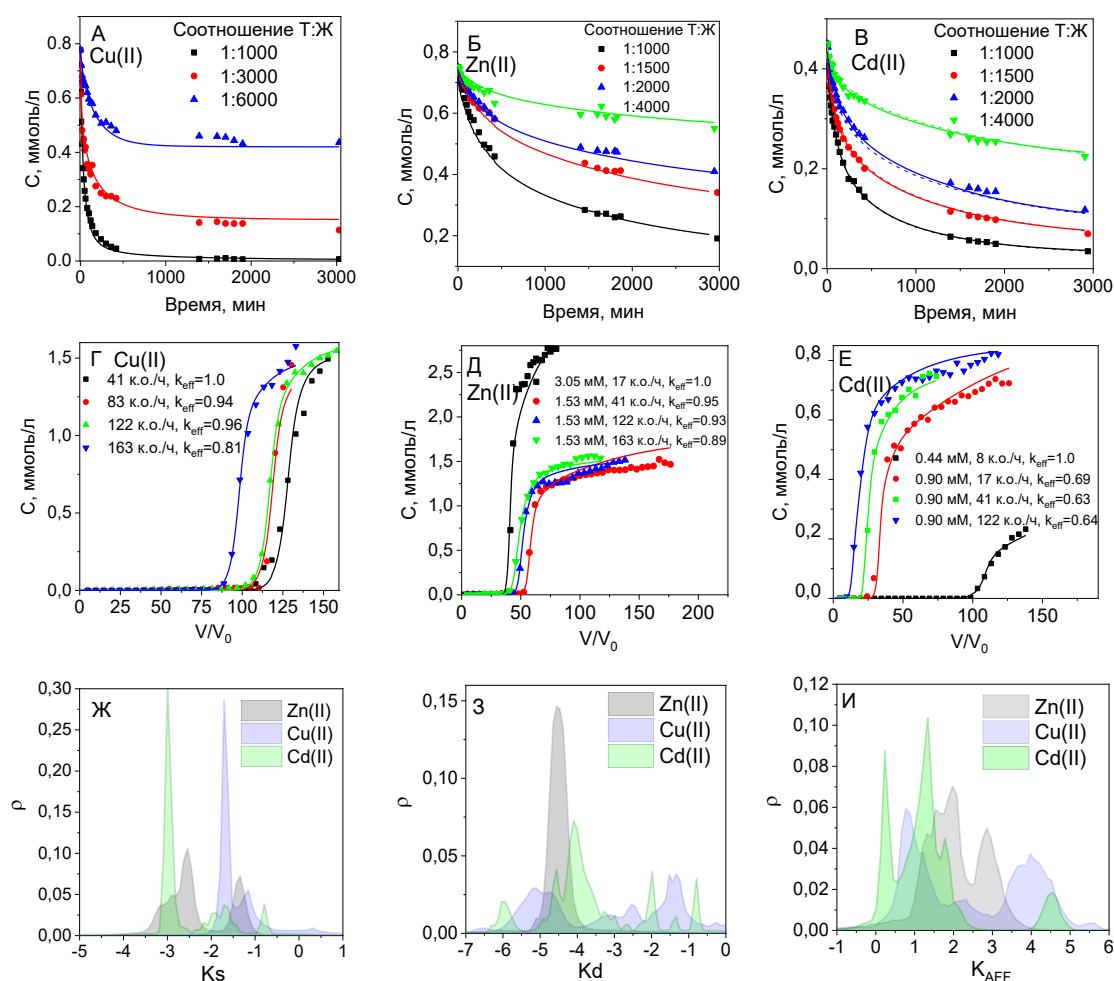 А
Cu(II)
Соотношение Т:Ж
1:1000
1:3000
1:6000
С, ммоль/л
0.8
0.6
0.4
0.2
0.0
0
1000
2000
3000
Время, мин
Б
Zn(II)
Соотношение Т:Ж
1:1000
1:1500
1:2000
1:4000
С, ммоль/л
0,8
0,6
0,4
0,2
0
1000
2000
3000
Время, мин
В
Cd(II)
Соотношение Т:Ж
1:1000
1:1500
1:2000
1:4000
С, ммоль/л
0,4
0,2
0,0
0
1000
2000
3000
Время, мин
Г Cu(II)
41 к.о./ч, keff=1.0
83 к.о./ч, keff=0.94
122 к.о./ч, keff=0.96
163 к.о./ч, keff=0.81
С, ммоль/л
1.5
1.0
0.5
0.0
0 25 50 75 100 125 150
V/V0
Д
Zn(II)
3.05 мМ, 17 к.о./ч, keff=1.0
1.53 мМ, 41 к.о./ч, keff=0.95
1.53 мМ, 122 к.о./ч, keff=0.93
1.53 мМ, 163 к.о./ч, keff=0.89
С, ммоль/л
2.5
2.0
1.5
1.0
0.5
0.0
0 50 100 150 200
V/V0
Е
Cd(II)
0.44 мМ, 8 к.о./ч, keff=1.0
0.90 мМ, 17 к.о./ч, keff=0.69
0.90 мМ, 41 к.о./ч, keff=0.63
0.90 мМ, 122 к.о./ч, keff=0.64
С, ммоль/л
0,8
0,6
0,4
0,2
0,0
0 50 100 150
V/V0
Ж
Zn(II)
Cu(II)
Cd(II)
ρ
0,30
0,25
0,20
0,15
0,10
0,05
0,00
-5 -4 -3 -2 -1 0 1
Ks
З
Zn(II)
Cu(II)
Cd(II)
ρ
0,15
0,10
0,05
0,00
-7 -6 -5 -4 -3 -2 -1 0
Kd
И
Zn(II)
Cu(II)
Cd(II)
ρ
0,12
0,10
0,08
0,06
0,04
0,02
0,00
-1 0 1 2 3 4 5 6
KAFF